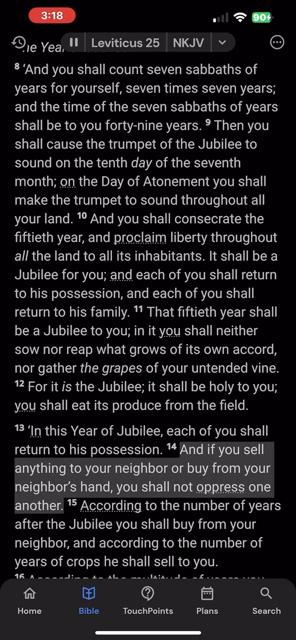 3:18
90+
the Year
Leviticus 25 NKJV
8 'And you shall count seven sabbaths of
years for yourself, seven times seven years;
and the time of the seven sabbaths of years
shall be to you forty-nine years. 9 Then you
shall cause the trumpet of the Jubilee to
sound on the tenth day of the seventh
month; on the Day of Atonement you shall
make the trumpet to sound throughout all
your land. 10 And you shall consecrate the
fiftieth year, and proclaim liberty throughout
all the land to all its inhabitants. It shall be a
Jubilee for you; and each of you shall return
to his possession, and each of you shall
return to his family. 11 That fiftieth year shall
be a Jubilee to you; in it you shall neither
sow nor reap what grows of its own accord,
nor gather the grapes of your untended vine.
12 For it is the Jubilee; it shall be holy to you;
you shall eat its produce from the field.
13 'In this Year of Jubilee, each of you shall
return to his possession. 14 And if you sell
anything to your neighbor or buy from your
neighbor's hand, you shall not oppress one
another. 15 According to the number of years
after the Jubilee you shall buy from your
neighbor, and according to the number of
years of crops he shall sell to you.
16 According to the multitude of years you
Home Bible TouchPoints Plans Search